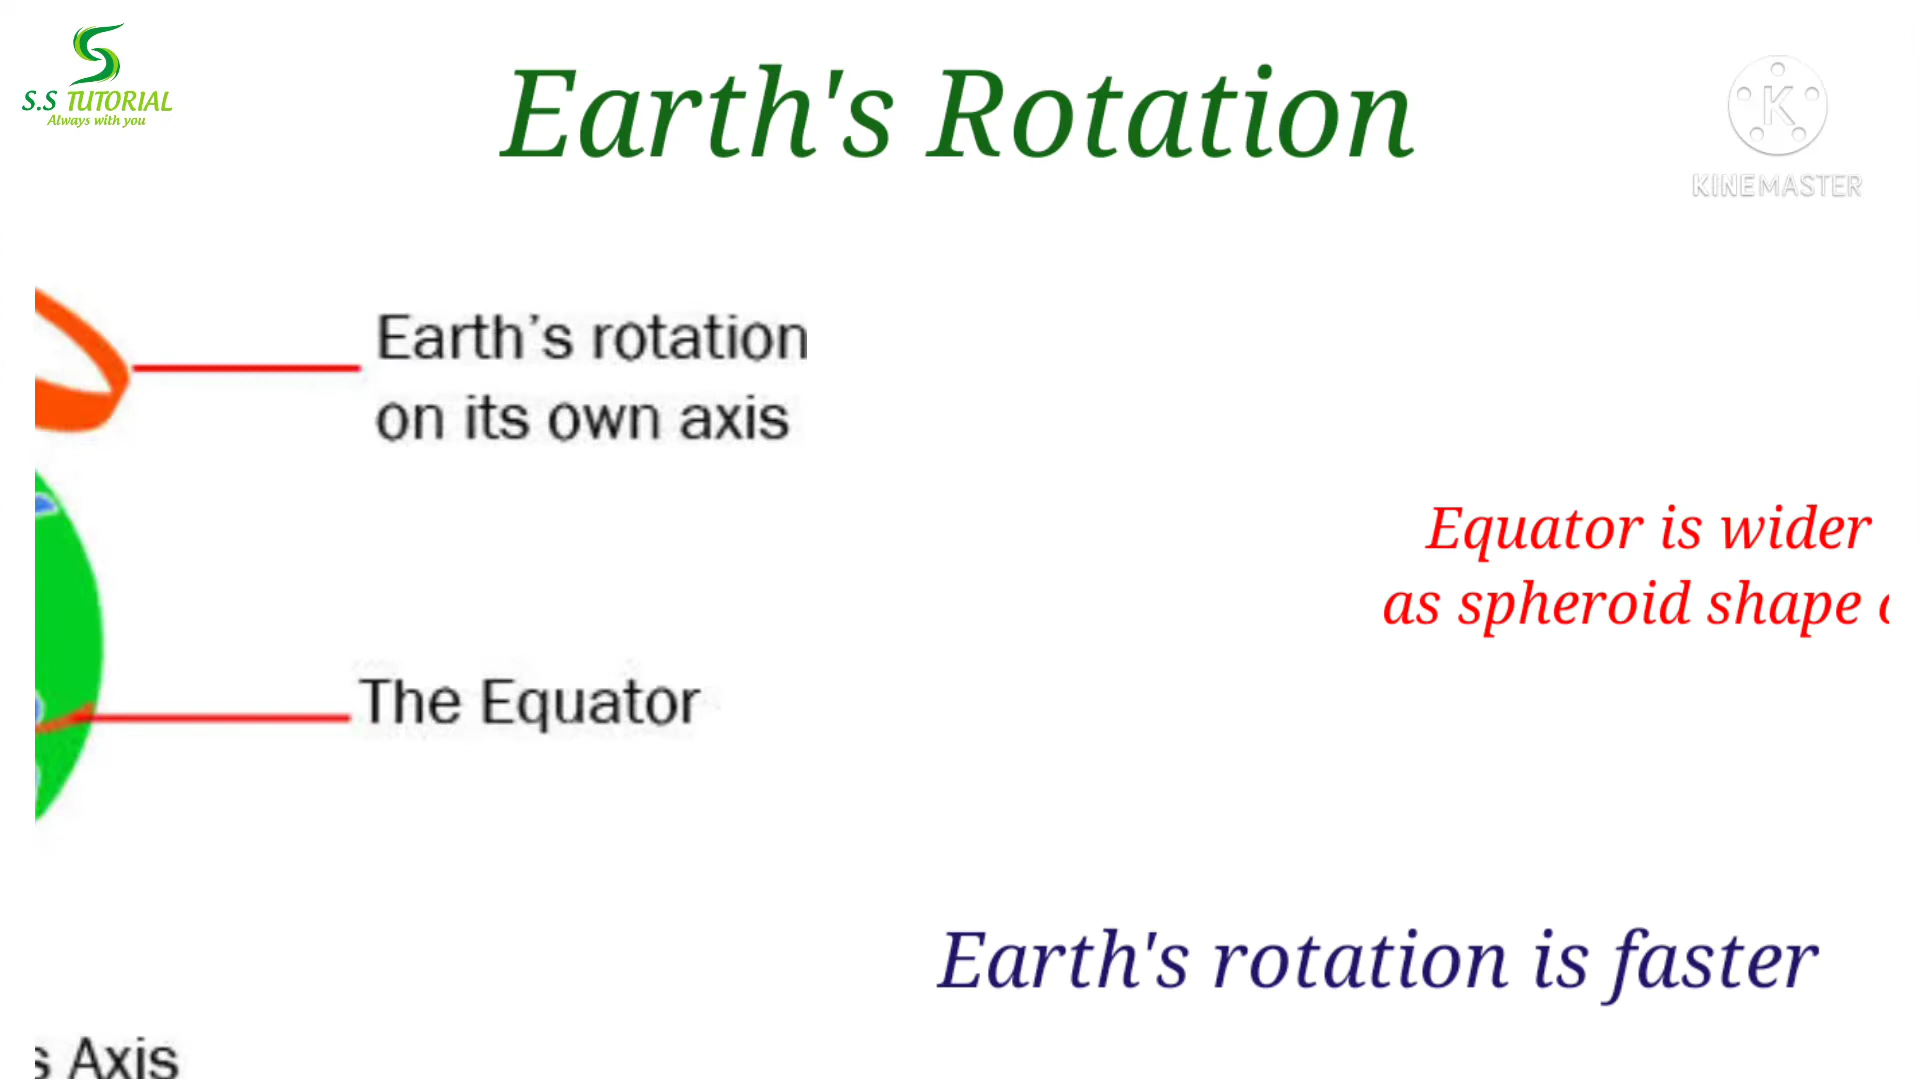 S.S TUTORIAL
Always with you
Earth's Rotation
K
KINEMASTER
Earth's rotation
on its own axis
Equator is wider
as spheroid shape
The Equator
Earth's rotation is faster
s Axis